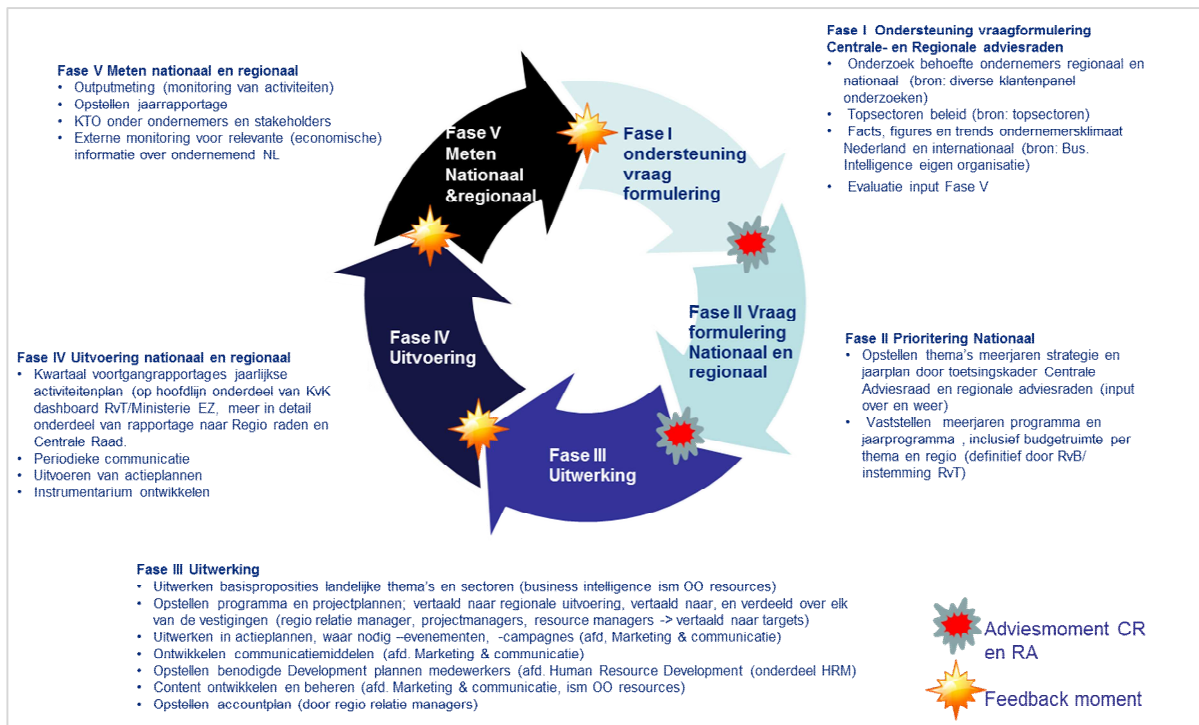 Fase I Ondersteuning vraagformulering
Centrale- en Regionale adviesraden
• Onderzoek behoefte ondernemers regionaal en
nationaal (bron: diverse klantenpanel
onderzoeken)
• Topsectoren beleid (bron: topsectoren)
• Facts, figures en trends ondernemersklimaat
Nederland en internationaal (bron: Bus.
Intelligence eigen organisatie)
• Evaluatie input Fase V
Fase V Meten nationaal en regionaal
• Outputmeting (monitoring van activiteiten)
• Opstellen jaarrapportage
• KTO onder ondernemers en stakeholders
• Externe monitoring voor relevante (economische)
informatie over ondernemend NL
Fase V
Meten
Nationaal
&regionaal
Fase I
ondersteuning
vraag
formulering
Fase II Vraag
formulering
Nationaal en
regionaal
Fase III
Uitwerking
Fase IV
Uitvoering
Fase II Prioritering Nationaal
• Opstellen thema's meerjaren strategie en
jaarplan door toetsingskader Centrale
Adviesraad en regionale adviesraden (input
over en weer)
• Vaststellen meerjaren programma en
jaarprogramma , inclusief budgetruimte per
thema en regio (definitief door RvB/
instemming RvT)
Fase IV Uitvoering nationaal en regionaal
• Kwartaal voortgangrapportages jaarlijkse
activiteitenplan (op hoofdlijn onderdeel van KvK
dashboard RvT/Ministerie EZ, meer in detail
onderdeel van rapportage naar Regio raden en
Centrale Raad.
• Periodieke communicatie
• Uitvoeren van actieplannen
• Instrumentarium ontwikkelen
Fase III Uitwerking
• Uitwerken basisproposities landelijke thema's en sectoren (business intelligence ism OO resources)
• Opstellen programma en projectplannen; vertaald naar regionale uitvoering, vertaald naar, en verdeeld over elk
van de vestigingen (regio relatie manager, projectmanagers, resource managers -> vertaald naar targets)
• Uitwerken in actieplannen, waar nodig –evenementen, -campagnes (afd, Marketing & communicatie)
• Ontwikkelen communicatiemiddelen (afd. Marketing & communicatie)
• Opstellen benodigde Development plannen medewerkers (afd. Human Resource Development (onderdeel HRM)
• Content ontwikkelen en beheren (afd. Marketing & communicatie, ism OO resources)
• Opstellen accountplan (door regio relatie managers)
Adviesmoment CR
en RA
Feedback moment